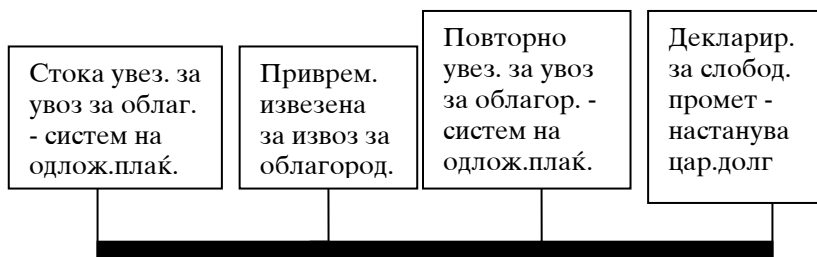 Стока увез. за
увоз за облаг.
- систем на
одлож.плаќ.
Приврем.
извезена
за извоз за
облагород.
Повторно
увез. за увоз
за облагор. -
систем на
одлож.плаќ.
Декларир.
за слобод.
промет -
настанува
цар.долг